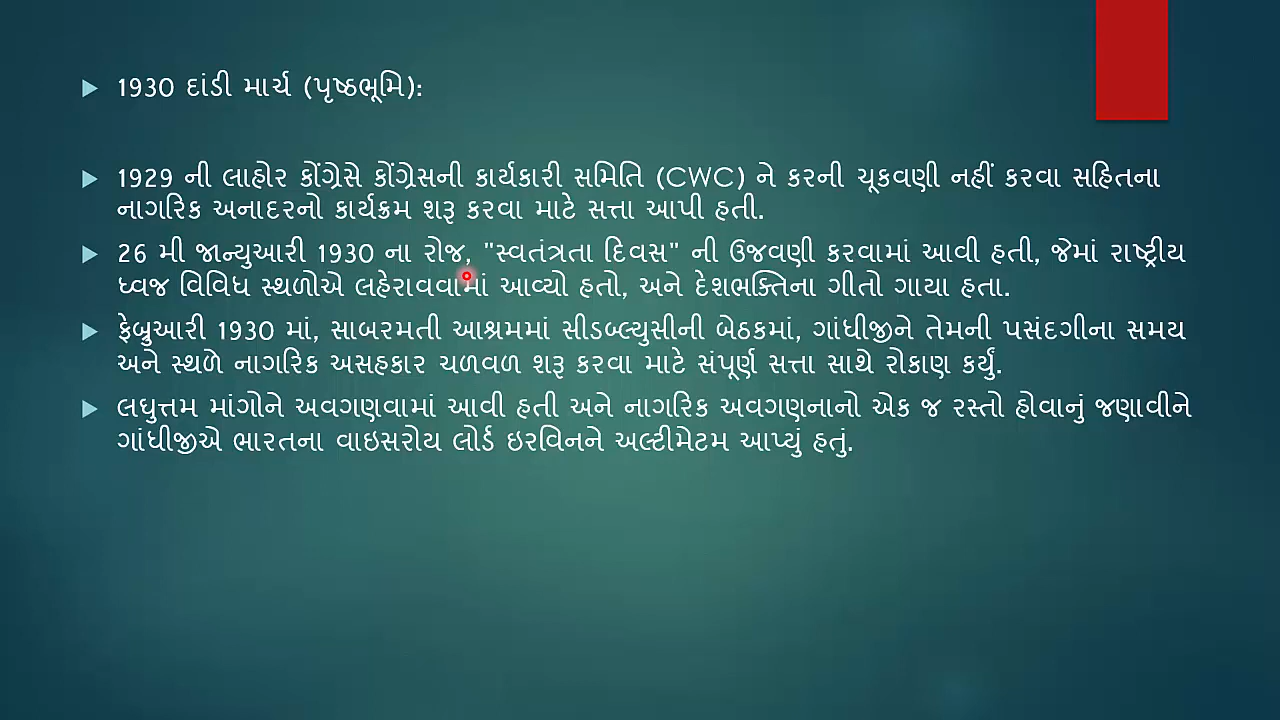 1930 દાંડી માર્ચ (પૃષ્ઠભૂમિ):
1929 ની લાહોર કોંગ્રેસે કોંગ્રેસની કાર્યકારી સમિતિ (CWC) ને કરની ચૂકવણી નહીં કરવા સહિતના
નાગરિક અનાદરનો કાર્યક્રમ શરૂ કરવા માટે સત્તા આપી હતી.
26 મી જાન્યુઆરી 1930 ના રોજ, "સ્વતંત્રતા દિવસ" ની ઉજવણી કરવામાં આવી હતી, જેમાં રાષ્ટ્રીય
ધ્વજ વિવિધ સ્થળોએ લહેરાવવામાં આવ્યો હતો, અને દેશભક્તિના ગીતો ગાયા હતા.
ફેબ્રુઆરી 1930 માં, સાબરમતી આશ્રમમાં સીડબ્લ્યુસીની બેઠકમાં, ગાંધીજીને તેમની પસંદગીના સમય
અને સ્થળે નાગરિક અસહકાર ચળવળ શરૂ કરવા માટે સંપૂર્ણ સત્તા સાથે રોકાણ કર્યું.
લઘુત્તમ માંગોને અવગણવામાં આવી હતી અને નાગરિક અવગણનાનો એક જ રસ્તો હોવાનું જણાવીને
ગાંધીજીએ ભારતના વાઇસરોય લોર્ડ ઇરવિનને અલ્ટીમેટમ આપ્યું હતું.